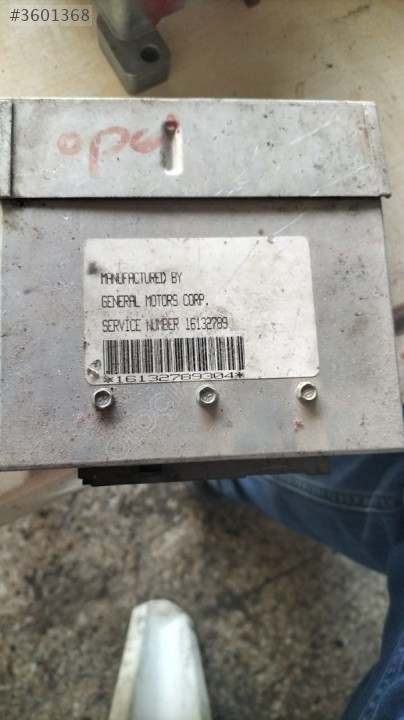 #3601368
opel
MANUFACTURED BY
GENERAL MOTORS CORP.
SERVICE NUMBER 16132789
*16132789304*